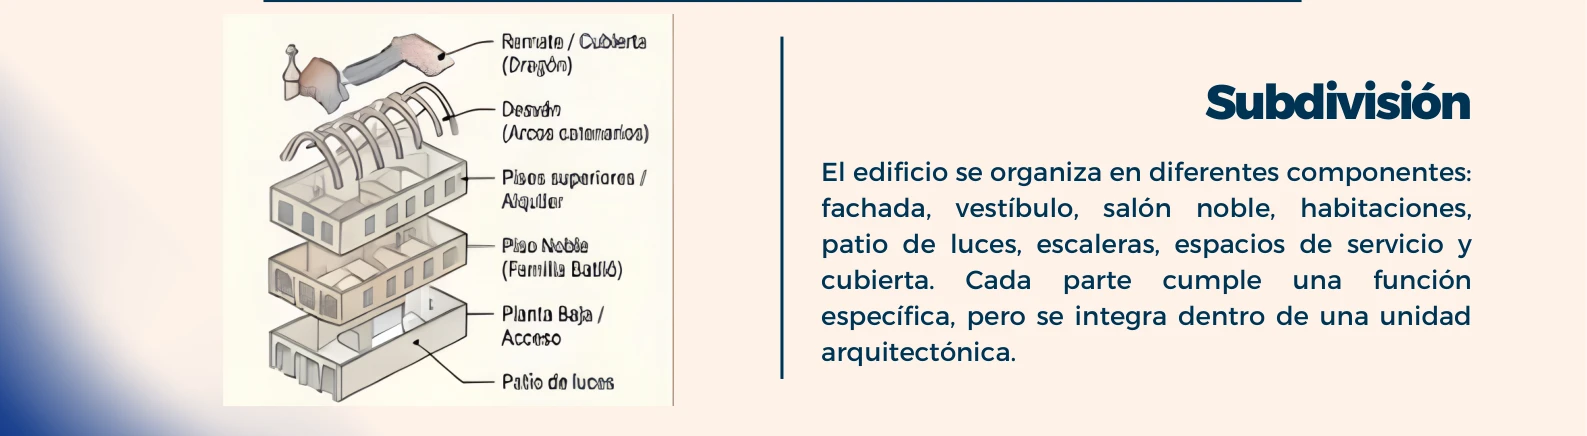 Remate / Cubierta
(Dragón)
Desván
(Arcos catenarios)
Pisos superiores /
Alquiler
Piso Noble
(Familla Batlló)
Planta Baja /
Acceso
Patio de luces
Subdivisión
El edificio se organiza en diferentes componentes:
fachada, vestíbulo, salón noble, habitaciones,
patio de luces, escaleras, espacios de servicio y
cubierta. Cada parte cumple una función
específica, pero se integra dentro de una unidad
arquitectónica.